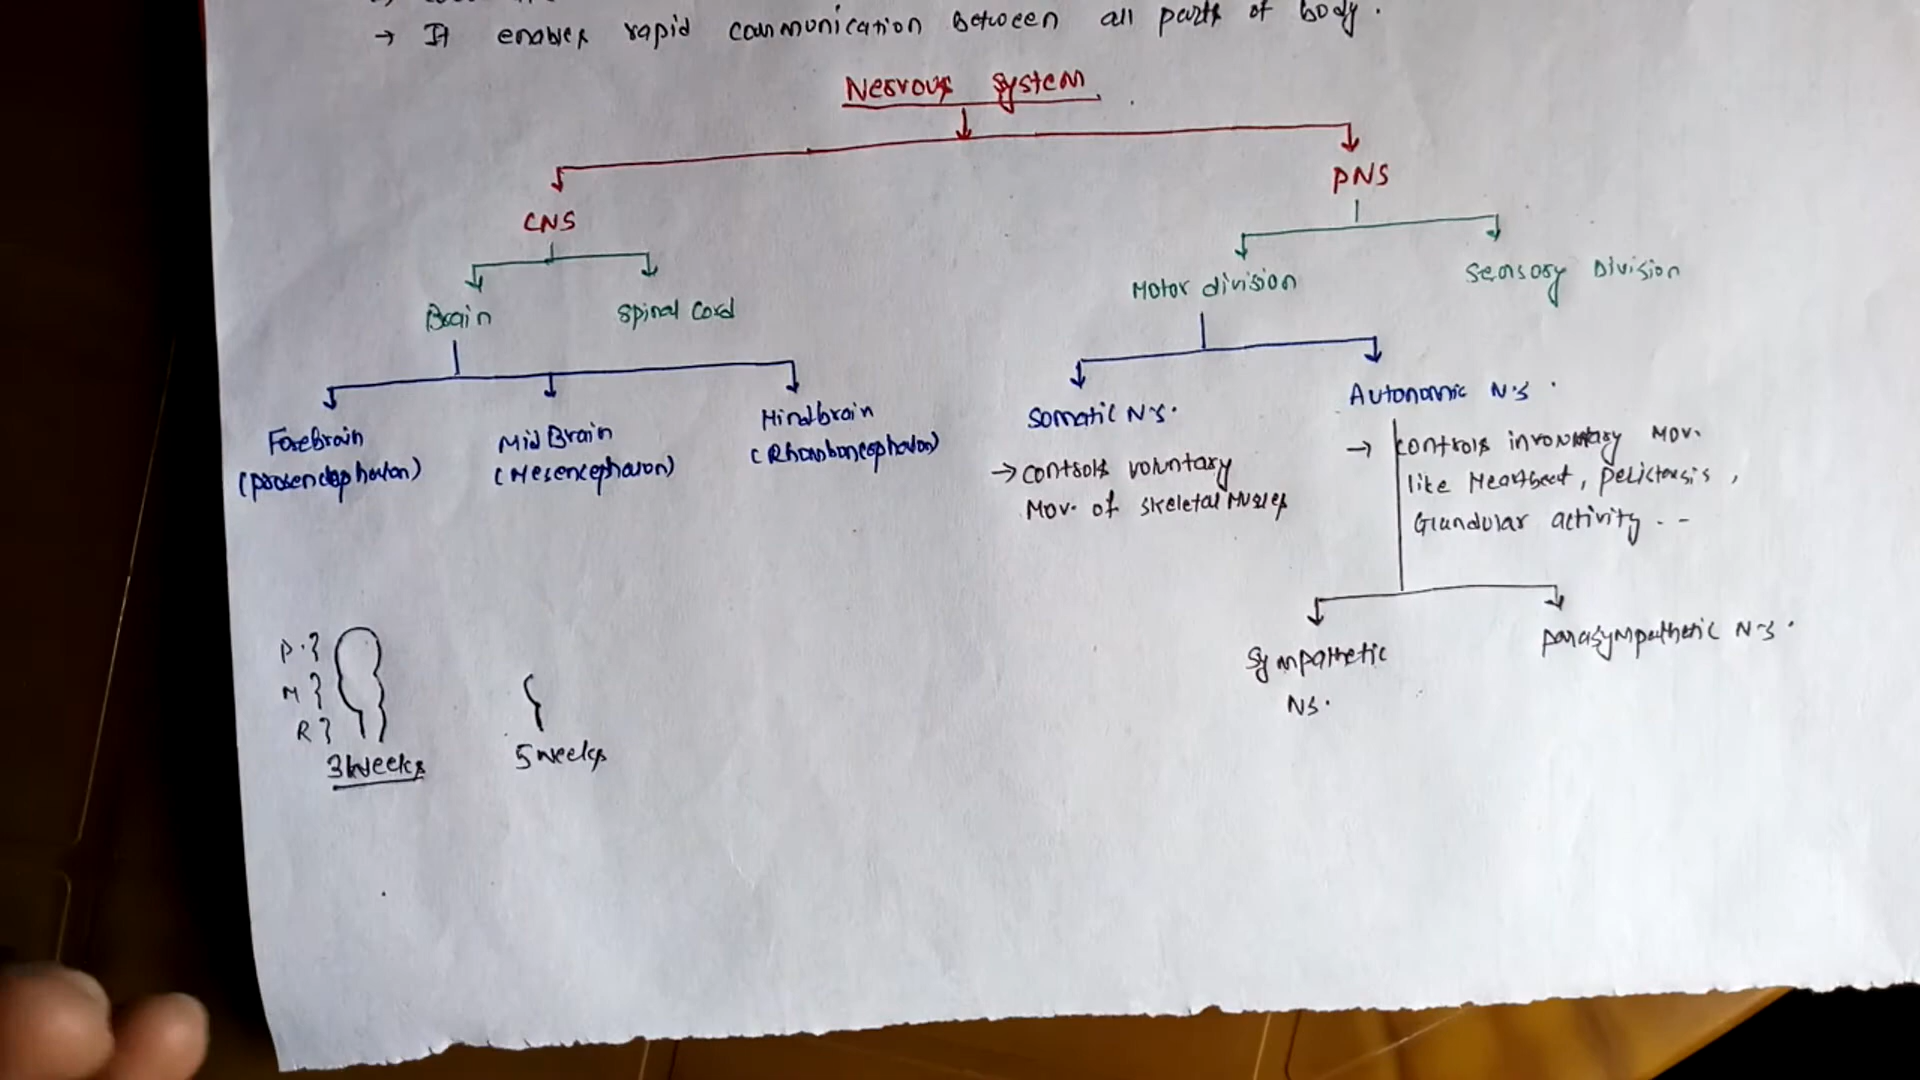 → It enables rapid communication Between all parts of body.
Nervous system
CNS
PNS
Brain
Spinal Cord
Motor division
Sensory Division
Forebrain
(prosencephalon)
Mid Brain
(Mesencephalon)
Hindbrain
(Rhomboncephalon)
Somatic N.S.
→ controls voluntary
Mov. of skeletal Muscles
Autonomic N.S.
→ controls involuntary Mov.
like Heartbeat, pelistersis,
Glandular activity . . -
Sympathetic
NS.
parasympathetic N.S.
P.}
M}
R}
3 Weeks
5 weeks